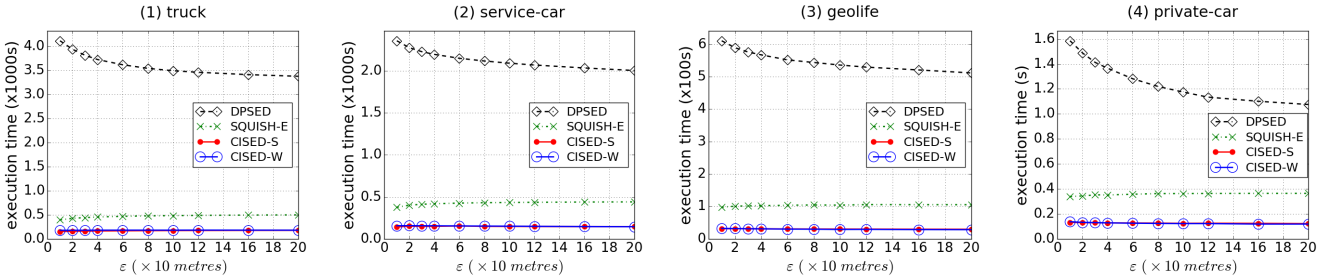 (1) truck
execution time (x1000s)
4.0
3.5
3.0
2.5
2.0
1.5
1.0
0.5
0.0
DPSED
SQUISH-E
CISED-S
CISED-W
0 2 4 6 8 10 12 14 16 18 20
ε ( × 10 metres)
(2) service-car
execution time (x1000s)
2.0
1.5
1.0
0.5
0.0
DPSED
SQUISH-E
CISED-S
CISED-W
0 2 4 6 8 10 12 14 16 18 20
ε ( × 10 metres)
(3) geolife
execution time (x100s)
6
5
4
3
2
1
0
DPSED
SQUISH-E
CISED-S
CISED-W
0 2 4 6 8 10 12 14 16 18 20
ε ( × 10 metres)
(4) private-car
execution time (s)
1.6
1.4
1.2
1.0
0.8
0.6
0.4
0.2
0.0
DPSED
SQUISH-E
CISED-S
CISED-W
0 2 4 6 8 10 12 14 16 18 20
ε ( × 10 metres)